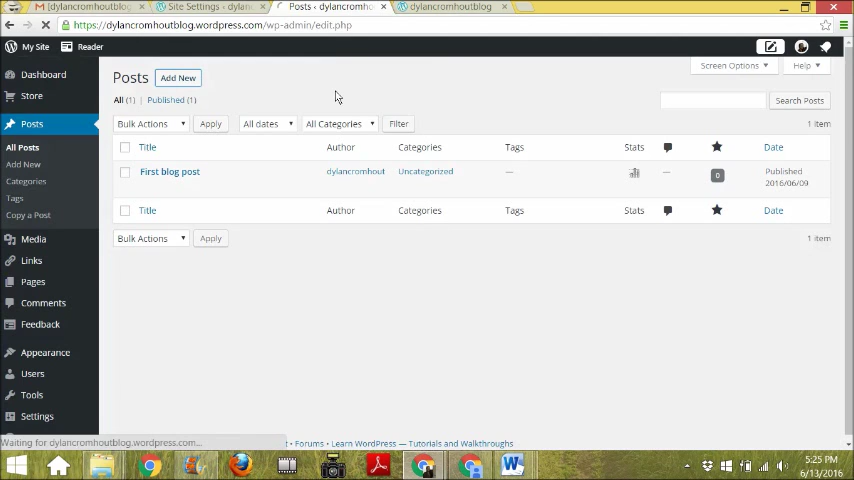 [dylancromhoutblog
Site Settings ‹ dylan
Posts ‹ dylancromhout
dylancromhoutblog
https://dylancromhoutblog.wordpress.com/wp-admin/edit.php
My Site
Reader
Dashboard
Store
Posts
All Posts
Add New
Categories
Tags
Copy a Post
Media
Links
Pages
Comments
Feedback
Appearance
Users
Tools
Settings
Screen Options
Help
Posts
Add New
All (1) | Published (1)
Search Posts
Bulk Actions
Apply
All dates
All Categories
Filter
1 item
Title Author Categories Tags Stats Date
First blog post dylancromhout Uncategorized — — 0 Published
2016/06/09
Title Author Categories Tags Stats Date
Bulk Actions
Apply
1 item
• Forums • Learn WordPress — Tutorials and Walkthroughs
Waiting for dylancromhoutblog.wordpress.com...
5:25 PM
6/13/2016